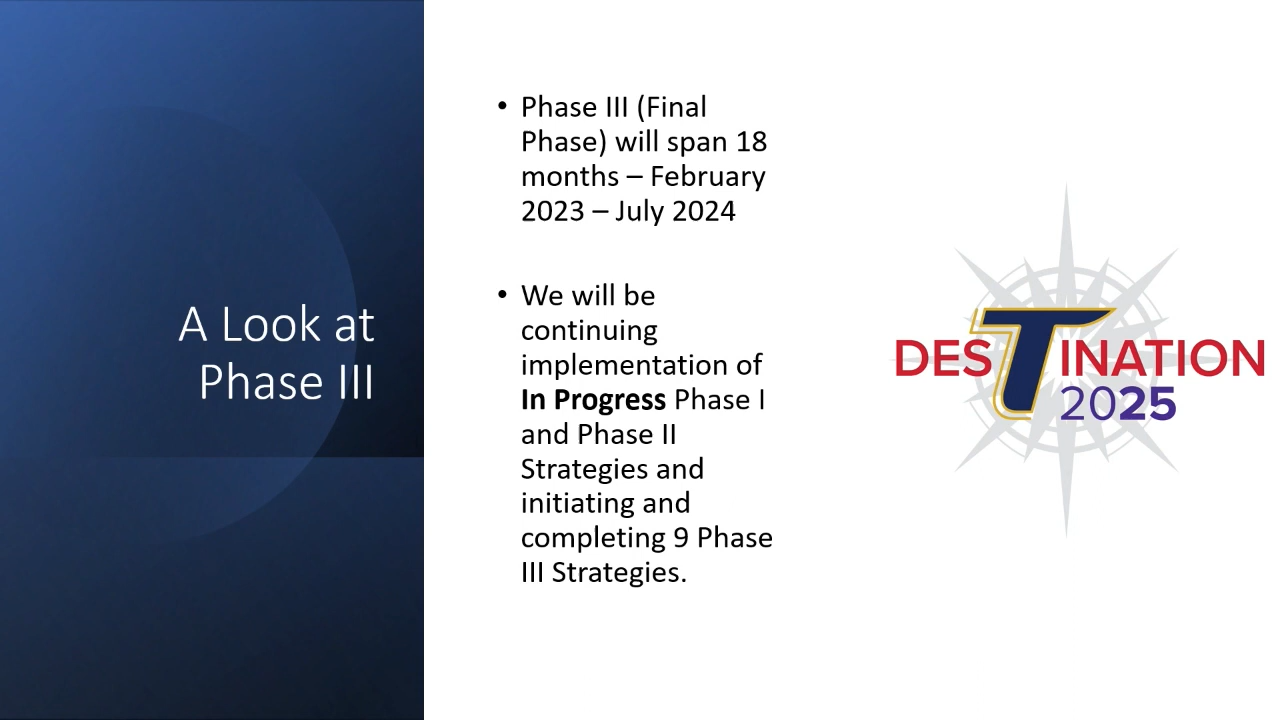 A Look at
Phase III
• Phase III (Final
Phase) will span 18
months – February
2023 – July 2024
• We will be
continuing
implementation of
In Progress Phase I
and Phase II
Strategies and
initiating and
completing 9 Phase
III Strategies.
DESTINATION
2025